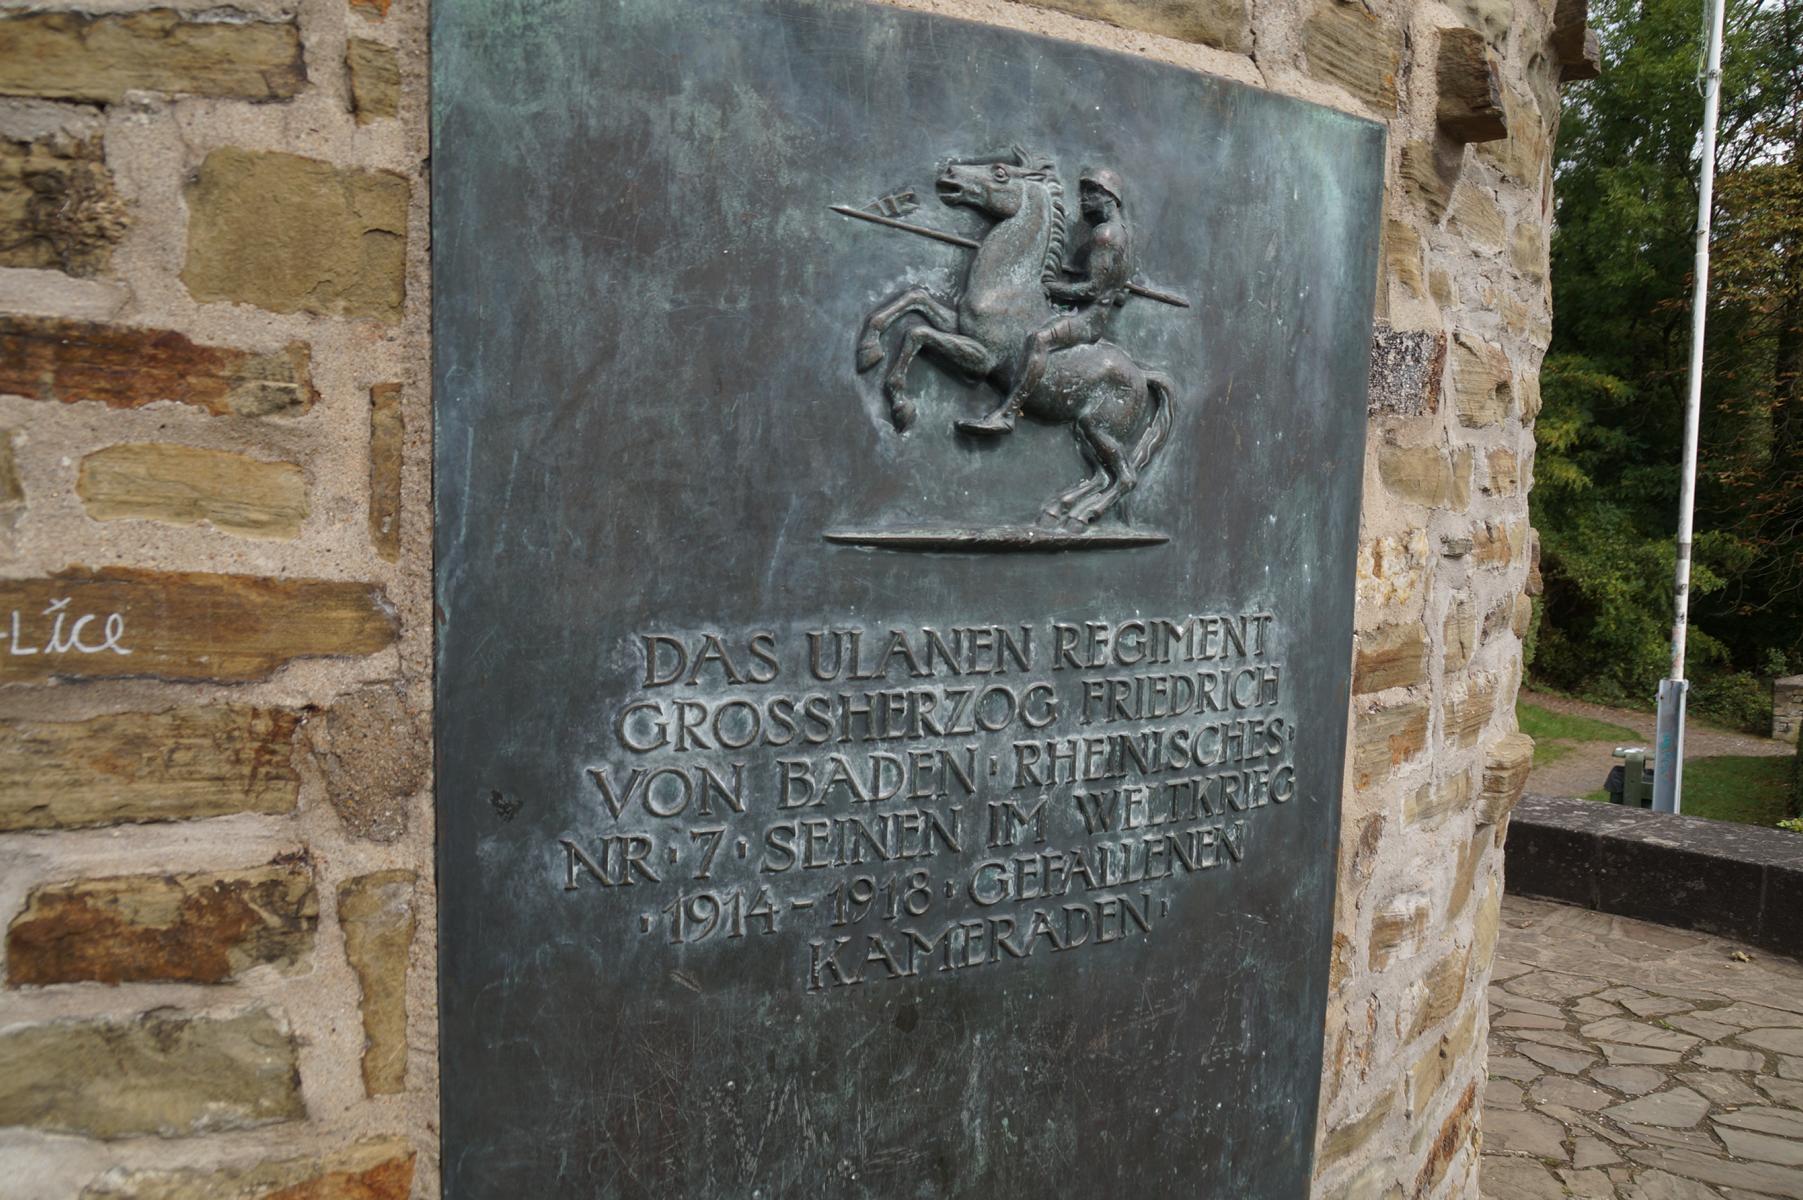 DAS ULANEN REGIMENT
GROSSHERZOG FRIEDRICH
VON BADEN · RHEINISCHES ·
NR · 7 · SEINEN IM WELTKRIEG
· 1914 - 1918 · GEFALLENEN
KAMERADEN ·